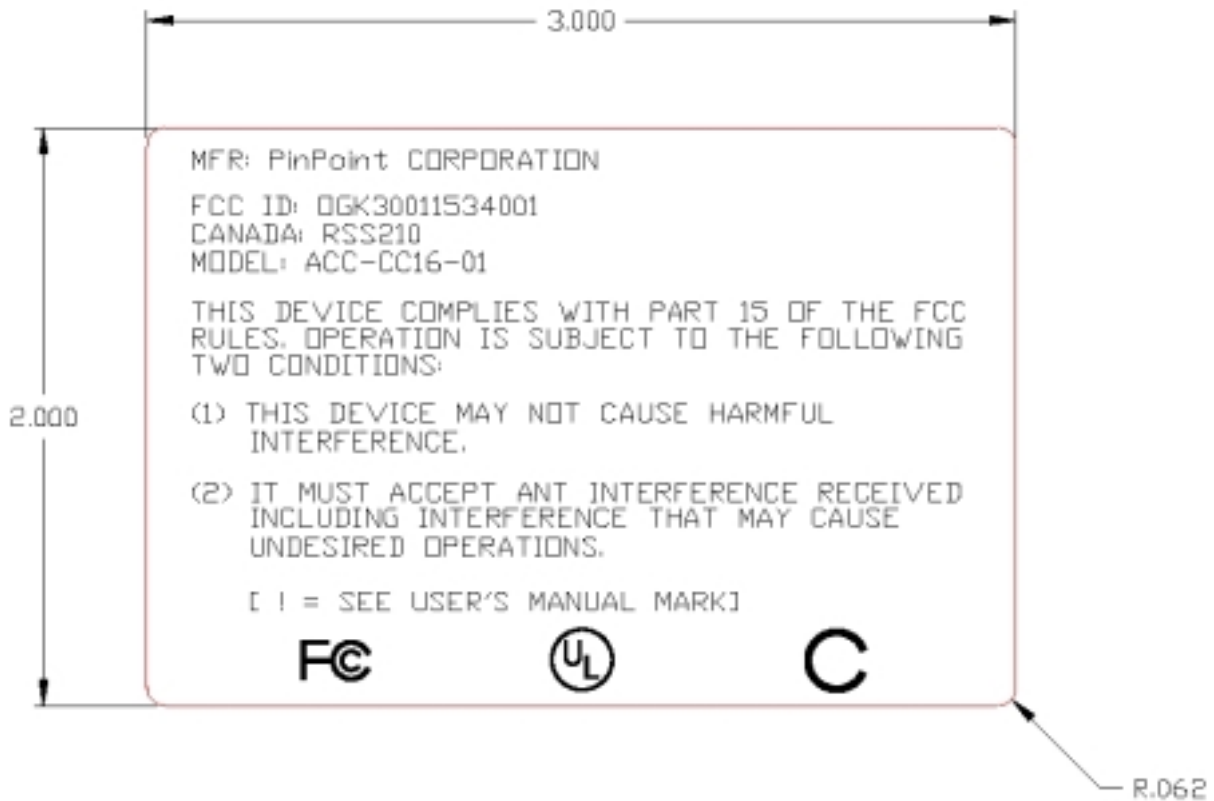 3.000
MFR: PinPoint CORPORATION
FCC ID: OGK30011534001
CANADA: RSS210
MODEL: ACC-CC16-01
THIS DEVICE COMPLIES WITH PART 15 OF THE FCC
RULES. OPERATION IS SUBJECT TO THE FOLLOWING
TWO CONDITIONS:
2.000
(1) THIS DEVICE MAY NOT CAUSE HARMFUL
INTERFERENCE.
(2) IT MUST ACCEPT ANT INTERFERENCE RECEIVED
INCLUDING INTERFERENCE THAT MAY CAUSE
UNDESIRED OPERATIONS.
[ ! = SEE USER'S MANUAL MARK]
FC UL C
R.062